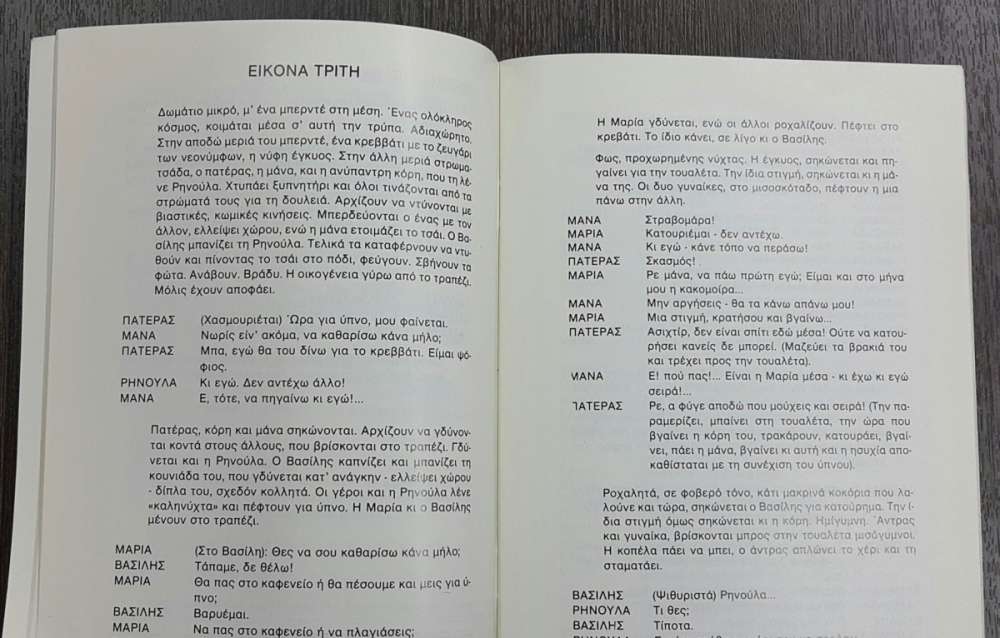 ΕΙΚΟΝΑ ΤΡΙΤΗ
Δωμάτιο μικρό, μ' ένα μπερντέ στη μέση. Ένας ολόκληρος
κόσμος, κοιμάται μέσα σ' αυτή την τρύπα. Αδιαχώρητο.
Στην αποδώ μεριά του μπερντέ, ένα κρεββάτι με το ζευγάρι
των νεονύμφων, η νύφη έγκυος. Στην άλλη μεριά στρωμα-
τσάδα, ο πατέρας, η μάνα, και η ανύπαντρη κόρη, που τη λέ-
νε Ρηνούλα. Χτυπάει ξυπνητήρι και όλοι τινάζονται από τα
στρώματά τους για τη δουλειά. Αρχίζουν να ντύνονται με
βιαστικές, κωμικές κινήσεις. Μπερδεύονται ο ένας με τον
άλλον, ελλείψει χώρου, ενώ η μάνα ετοιμάζει το τσάι. Ο Βα-
σίλης μπανίζει τη Ρηνούλα. Τελικά τα καταφέρνουν να ντυ-
θούν και πίνοντας το τσάι στο πόδι, φεύγουν. Σβήνουν τα
φώτα. Ανάβουν. Βράδυ. Η οικογένεια γύρω από το τραπέζι.
Μόλις έχουν αποφάει.
ΠΑΤΕΡΑΣ (Χασμουριέται) Ώρα για ύπνο, μου φαίνεται.
ΜΑΝΑ Νωρίς είν' ακόμα, να καθαρίσω κάνα μήλο;
ΠΑΤΕΡΑΣ Μπα, εγώ θα του δίνω για το κρεββάτι. Είμαι ψό-
φιος.
ΡΗΝΟΥΛΑ Κι εγώ. Δεν αντέχω άλλο!
ΜΑΝΑ Ε, τότε, να πηγαίνω κι εγώ!...
Πατέρας, κόρη και μάνα σηκώνονται. Αρχίζουν να γδύνον-
ται κοντά στους άλλους, που βρίσκονται στο τραπέζι. Γδύ-
νεται και η Ρηνούλα. Ο Βασίλης καπνίζει και μπανίζει τη
κουνιάδα του, που γδύνεται κατ' ανάγκην - ελλείψει χώρου
- δίπλα του, σχεδόν κολλητά. Οι γέροι και η Ρηνούλα λένε
«καληνύχτα» και πέφτουν για ύπνο. Η Μαρία κι ο Βασίλης
μένουν στο τραπέζι.
ΜΑΡΙΑ (Στο Βασίλη): Θες να σου καθαρίσω κάνα μήλο;
ΒΑΣΙΛΗΣ Τάπαμε, δε θέλω!
ΜΑΡΙΑ Θα πας στο καφενείο ή θα πέσουμε και μεις για ύ-
πνο;
ΒΑΣΙΛΗΣ Βαρυέμαι.
ΜΑΡΙΑ Να πας στο καφενείο ή να πλαγιάσεις;
Η Μαρία γδύνεται, ενώ οι άλλοι ροχαλίζουν. Πέφτει στο
κρεβάτι. Το ίδιο κάνει, σε λίγο κι ο Βασίλης.
Φως, προχωρημένης νύχτας. Η έγκυος, σηκώνεται και πη-
γαίνει για την τουαλέτα. Την ίδια στιγμή, σηκώνεται κι η μά-
να της. Οι δυο γυναίκες, στο μισοσκόταδο, πέφτουν η μια
πάνω στην άλλη.
ΜΑΝΑ Στραβομάρα!
ΜΑΡΙΑ Κατουριέμαι - δεν αντέχω.
ΜΑΝΑ Κι εγώ - κάνε τόπο να περάσω!
ΠΑΤΕΡΑΣ Σκασμός!
ΜΑΡΙΑ Ρε μάνα, να πάω πρώτη εγώ; Είμαι και στο μήνα
μου η κακομοίρα...
ΜΑΝΑ Μην αργήσεις - θα τα κάνω απάνω μου!
ΜΑΡΙΑ Μια στιγμή, κρατήσου και βγαίνω...
ΠΑΤΕΡΑΣ Ασιχτίρ, δεν είναι σπίτι εδώ μέσα! Ούτε να κατου-
ρήσει κανείς δε μπορεί. (Μαζεύει τα βρακιά του
και τρέχει προς την τουαλέτα).
ΜΑΝΑ Ε! πού πας!... Είναι η Μαρία μέσα - κι έχω κι εγώ
σειρά!...
ΠΑΤΕΡΑΣ Ρε, α φύγε αποδώ που μούχεις και σειρά! (Την πα-
ραμερίζει, μπαίνει στη τουαλέτα, την ώρα που
βγαίνει η κόρη του, τρακάρουν, κατουράει, βγαί-
νει, πάει η μάνα, βγαίνει κι αυτή και η ησυχία απο-
καθίσταται με τη συνέχιση του ύπνου).
Ροχαλητά, σε φοβερό τόνο, κάτι μακρινά κοκόρια που λα-
λούνε και τώρα, σηκώνεται ο Βασίλης για κατούρημα. Την ί-
δια στιγμή όμως σηκώνεται κι η κόρη. Ημίγυμνη. Άντρας
και γυναίκα, βρίσκονται μπρος στην τουαλέτα μισόγυμνοι.
Η κοπέλα πάει να μπει, ο άντρας απλώνει το χέρι και τη
σταματάει.
ΒΑΣΙΛΗΣ (Ψιθυριστά) Ρηνούλα...
ΡΗΝΟΥΛΑ Τι θες;
ΒΑΣΙΛΗΣ Τίποτα.